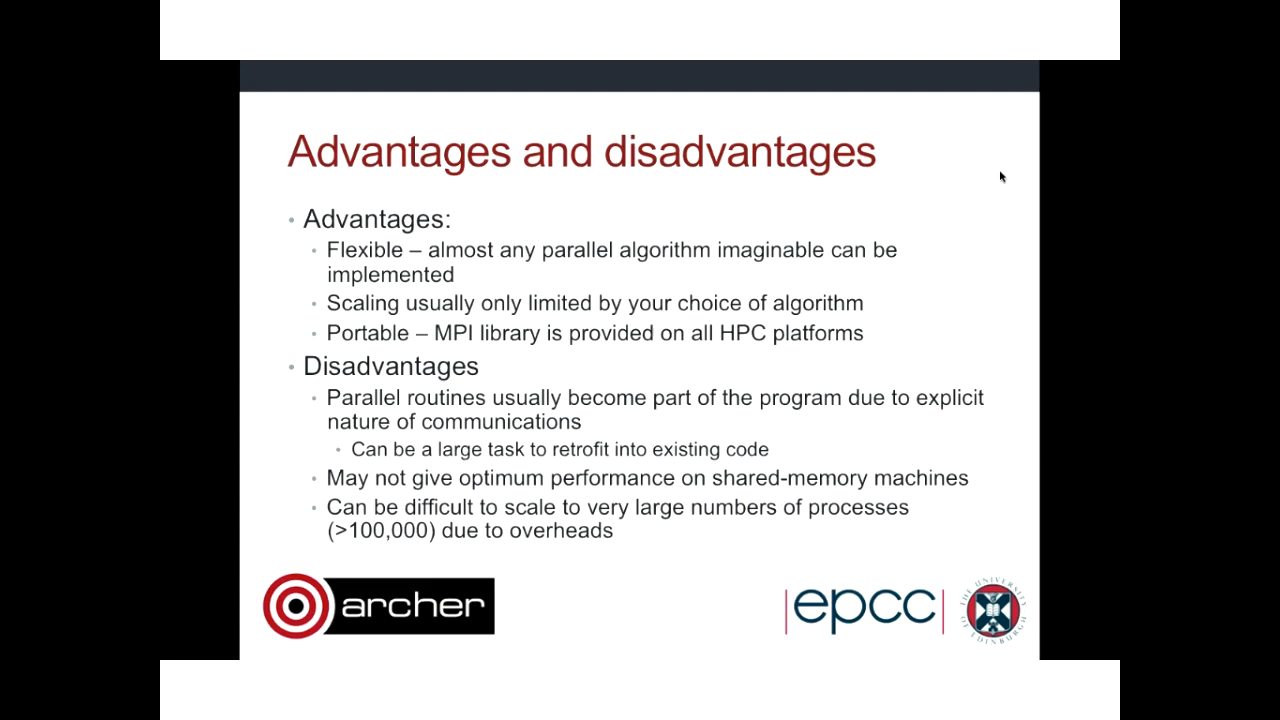 Advantages and disadvantages
• Advantages:
• Flexible – almost any parallel algorithm imaginable can be
implemented
• Scaling usually only limited by your choice of algorithm
• Portable – MPI library is provided on all HPC platforms
• Disadvantages
• Parallel routines usually become part of the program due to explicit
nature of communications
• Can be a large task to retrofit into existing code
• May not give optimum performance on shared-memory machines
• Can be difficult to scale to very large numbers of processes
(>100,000) due to overheads
archer
|epcc|
THE UNIVERSITY
OF EDINBURGH